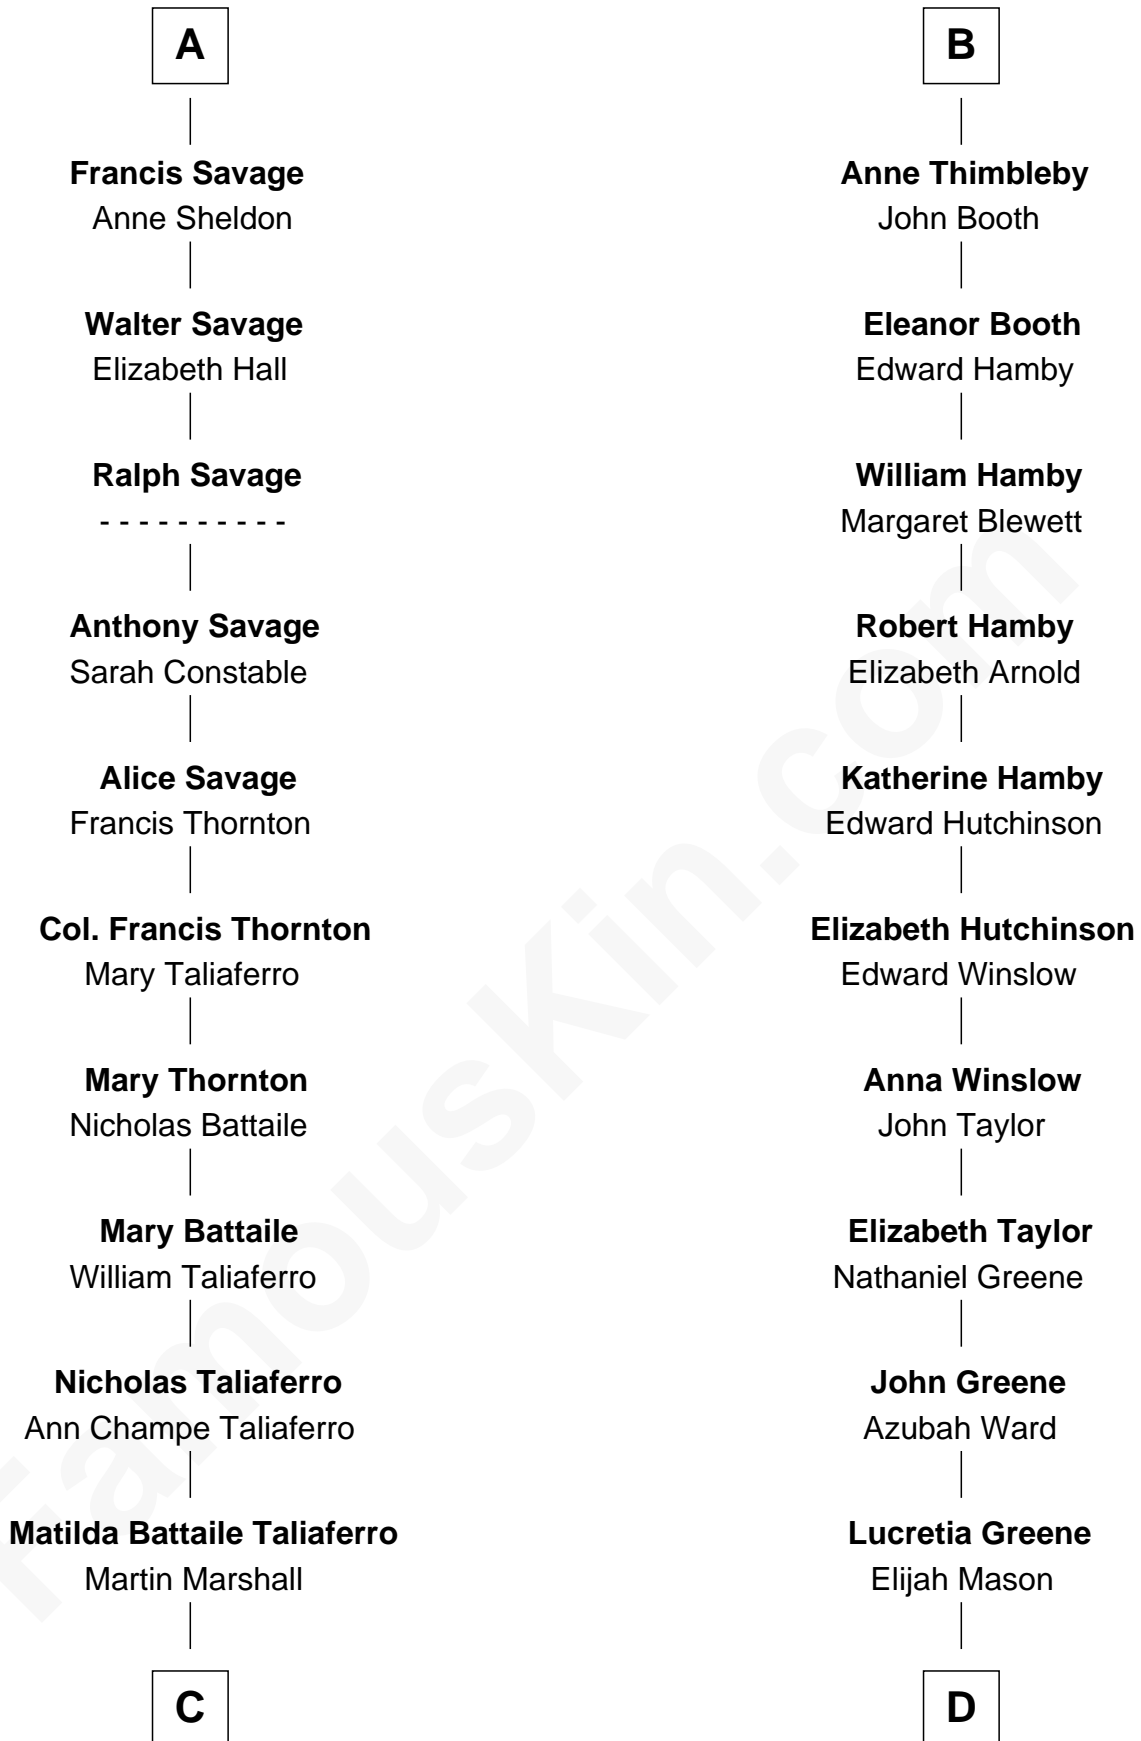 A
Francis Savage
Anne Sheldon
Walter Savage
Elizabeth Hall
Ralph Savage
- - - - - - - - - -
Anthony Savage
Sarah Constable
Alice Savage
Francis Thornton
Col. Francis Thornton
Mary Taliaferro
Mary Thornton
Nicholas Battaile
Mary Battaile
William Taliaferro
Nicholas Taliaferro
Ann Champe Taliaferro
Matilda Battaile Taliaferro
Martin Marshall
C
B
Anne Thimbleby
John Booth
Eleanor Booth
Edward Hamby
William Hamby
Margaret Blewett
Robert Hamby
Elizabeth Arnold
Katherine Hamby
Edward Hutchinson
Elizabeth Hutchinson
Edward Winslow
Anna Winslow
John Taylor
Elizabeth Taylor
Nathaniel Greene
John Greene
Azubah Ward
Lucretia Greene
Elijah Mason
D
FamousKin.com